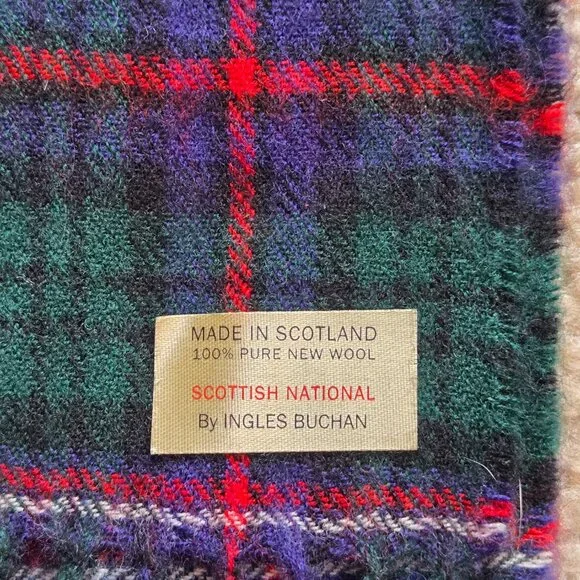 MADE IN SCOTLAND
100% PURE NEW WOOL
SCOTTISH NATIONAL
By INGLES BUCHAN